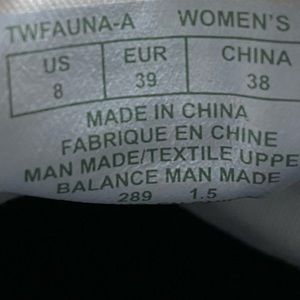 TWFAUNA-A WOMEN'S
US EUR CHINA
8 39 38
MADE IN CHINA
FABRIQUE EN CHINE
MAN MADE/TEXTILE UPPE
BALANCE MAN MADE
289 1.5